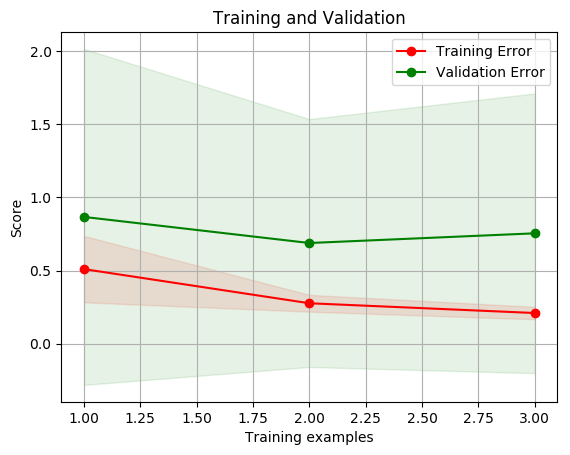 Training and Validation
Training Error
Validation Error
2.0
1.5
1.0
0.5
0.0
Score
1.00 1.25 1.50 1.75 2.00 2.25 2.50 2.75 3.00
Training examples